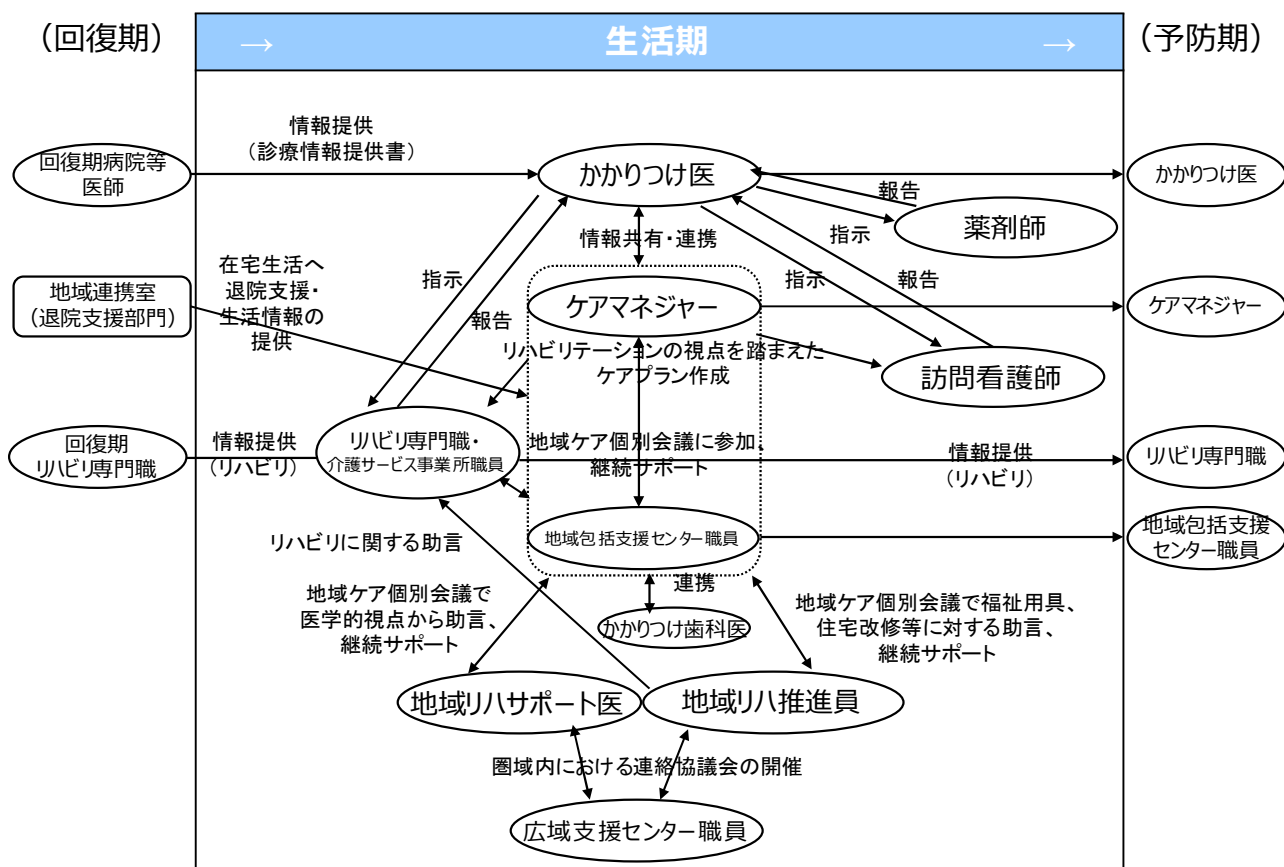 （回復期）
→
生活期
→
（予防期）
情報提供
（診療情報提供書）
回復期病院等
医師
かかりつけ医
かかりつけ医
報告
薬剤師
指示
情報共有・連携
在宅生活へ
退院支援・
生活情報の
提供
指示
指示
報告
地域連携室
（退院支援部門）
ケアマネジャー
ケアマネジャー
報告
リハビリテーションの視点を踏まえた
ケアプラン作成
訪問看護師
回復期
リハビリ専門職
情報提供
（リハビリ）
リハビリ専門職・
介護サービス事業所職員
地域ケア個別会議に参加、
継続サポート
情報提供
（リハビリ）
リハビリ専門職
リハビリに関する助言
地域包括支援センター職員
地域包括支援
センター職員
連携
地域ケア個別会議で
医学的視点から助言、
継続サポート
かかりつけ歯科医
地域ケア個別会議で福祉用具、
住宅改修等に対する助言、
継続サポート
地域リハサポート医
地域リハ推進員
圏域内における連絡協議会の開催
広域支援センター職員